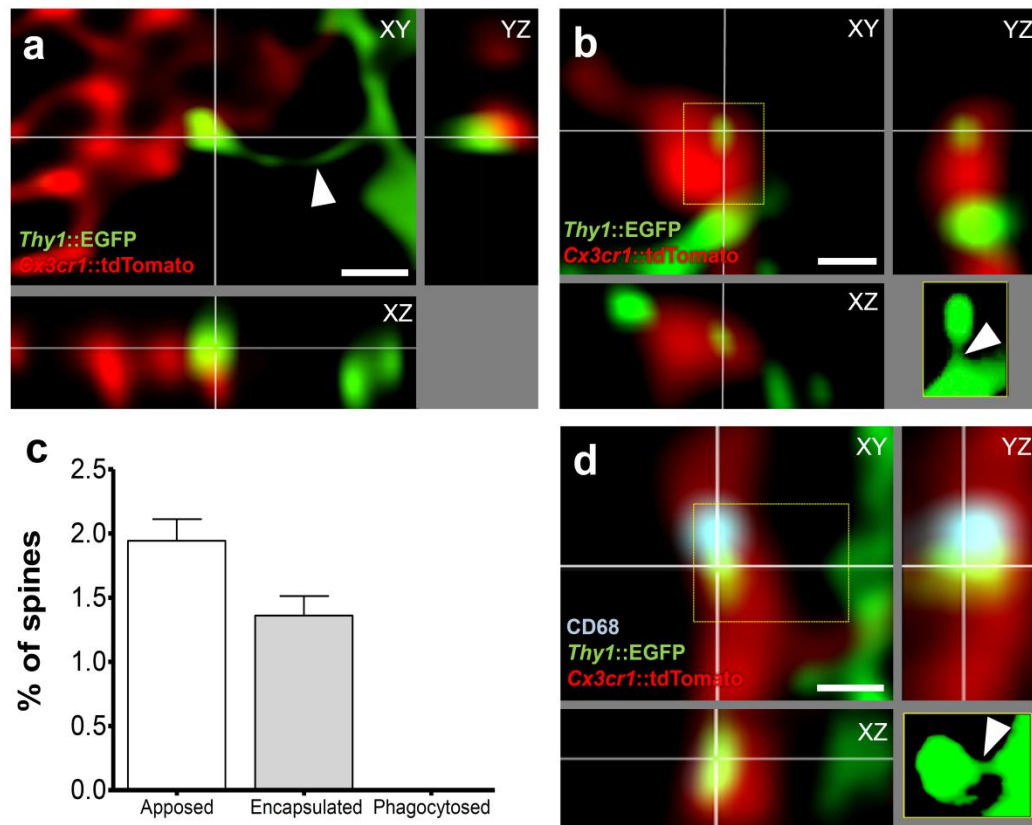 a
XY
YZ
Thy1::EGFP
Cx3cr1::tdTomato
XZ
b
XY
YZ
Thy1::EGFP
Cx3cr1::tdTomato
XZ
c
% of spines
2.5
2.0
1.5
1.0
0.5
0.0
Apposed Encapsulated Phagocytosed
d
XY
YZ
CD68
Thy1::EGFP
Cx3cr1::tdTomato
XZ